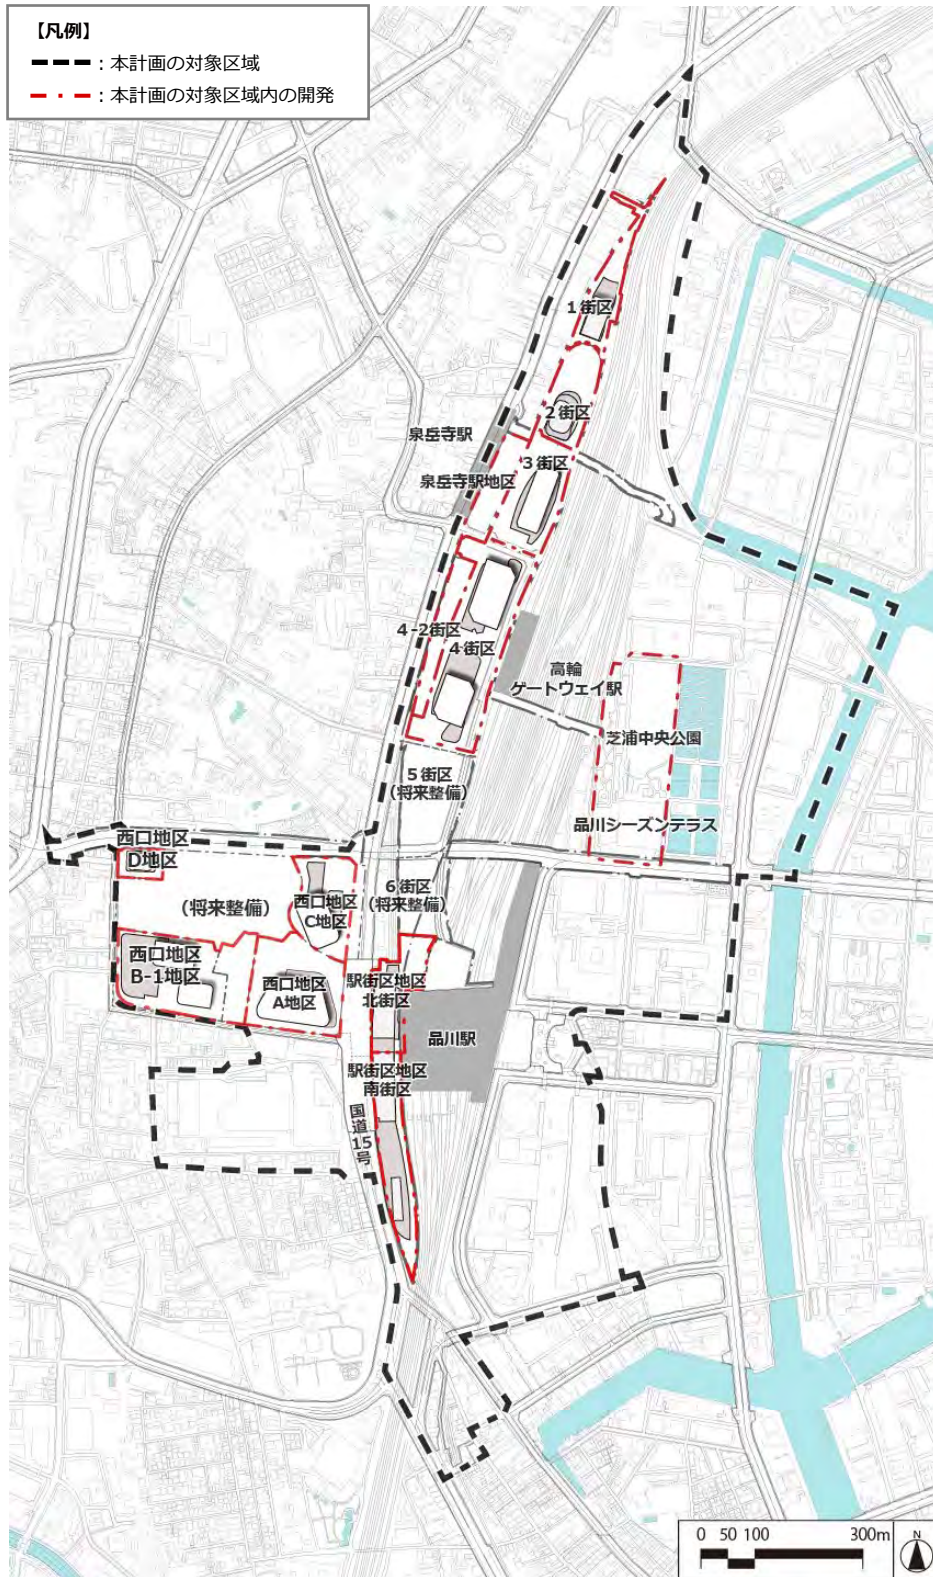 【凡例】
：本計画の対象区域
：本計画の対象区域内の開発
1街区
2街区
泉岳寺駅
3街区
泉岳寺駅地区
4-2街区
4街区
高輪
ゲートウェイ駅
芝浦中央公園
5街区
(将来整備)
品川シーズンテラス
西口地区
D地区
6街区
(将来整備)
西口地区
C地区
(将来整備)
西口地区
B-1地区
西口地区
A地区
駅街区地区
北街区
品川駅
駅街区地区
南街区
国道15号
0 50 100 300m
N